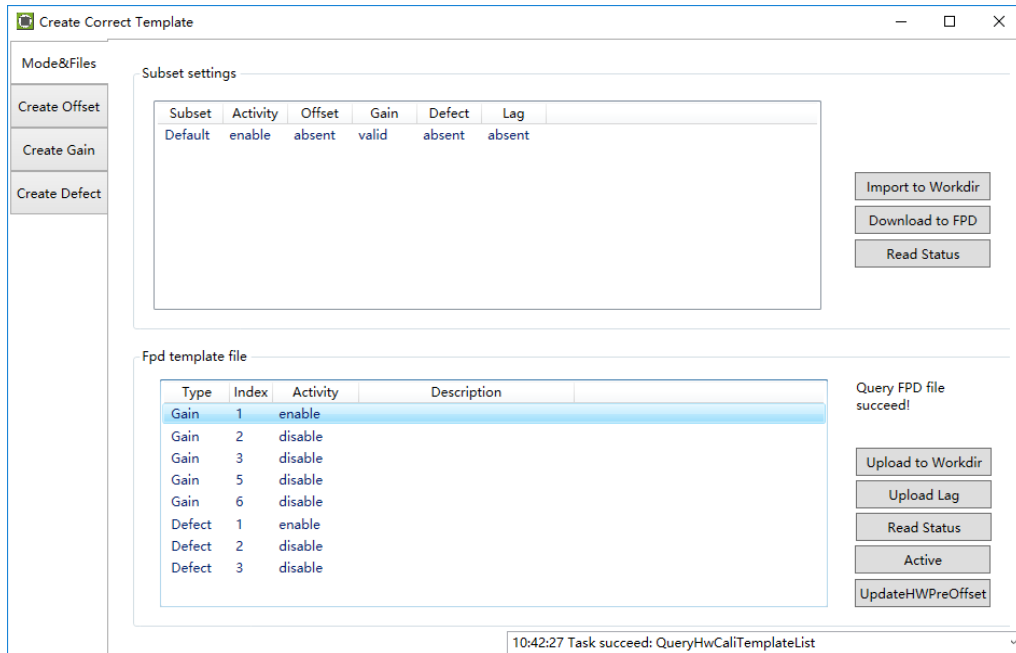 Create Correct Template
Mode&Files
Create Offset
Create Gain
Create Defect
Subset settings
Subset Activity Offset Gain Defect Lag
Default enable absent valid absent absent
Import to Workdir
Download to FPD
Read Status
Fpd template file
Type Index Activity Description
Gain 1 enable
Gain 2 disable
Gain 3 disable
Gain 5 disable
Gain 6 disable
Defect 1 enable
Defect 2 disable
Defect 3 disable
Query FPD file
succeed!
Upload to Workdir
Upload Lag
Read Status
Active
UpdateHWPreOffset
10:42:27 Task succeed: QueryHwCaliTemplateList